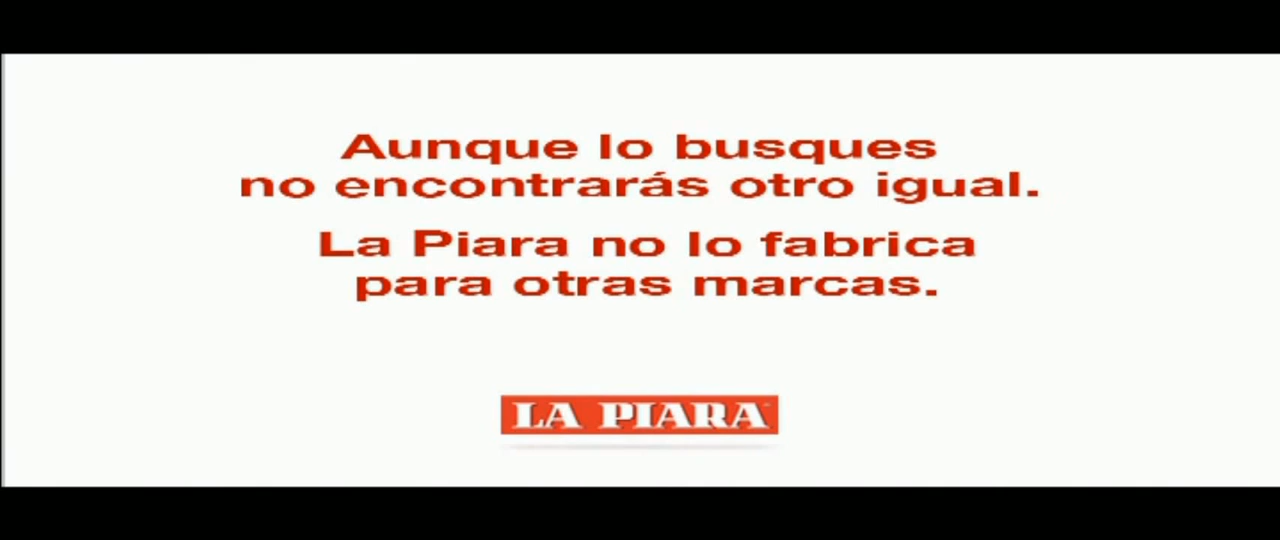 Aunque lo busques
no encontrarás otro igual.
La Piara no lo fabrica
para otras marcas.
LA PIARA